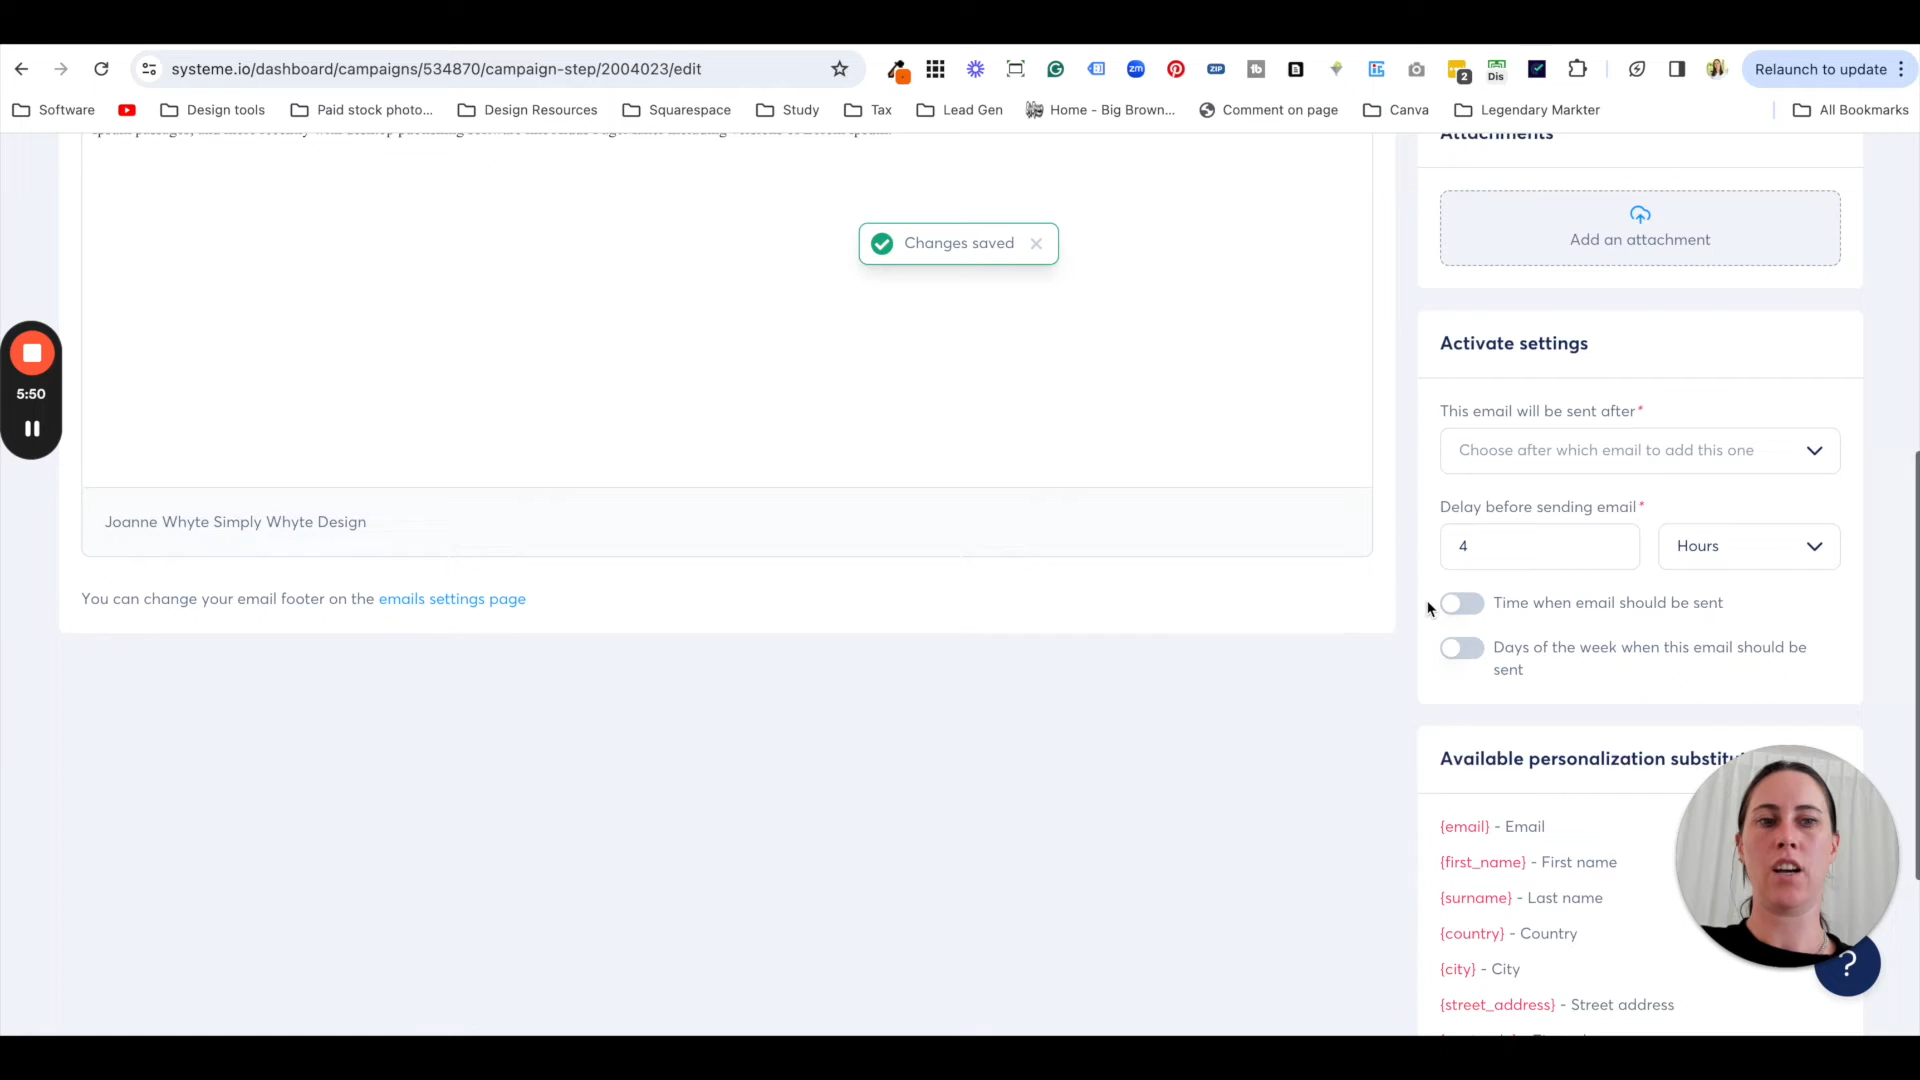 systeme.io/dashboard/campaigns/534870/campaign-step/2004023/edit
ZIP
tb
2
Dis
Relaunch to update
Software
Design tools
Paid stock photo...
Design Resources
Squarespace
Study
Tax
Lead Gen
Home - Big Brown...
Comment on page
Canva
Legendary Markter
All Bookmarks
Attachments
Add an attachment
Changes saved
5:50
Joanne Whyte Simply Whyte Design
You can change your email footer on the emails settings page
Activate settings
This email will be sent after*
Choose after which email to add this one
Delay before sending email*
4
Hours
Time when email should be sent
Days of the week when this email should be
sent
Available personalization
{email} - Email
{first_name} - First name
{surname} - Last name
{country} - Country
{city} - City
{street_address} - Street address
?